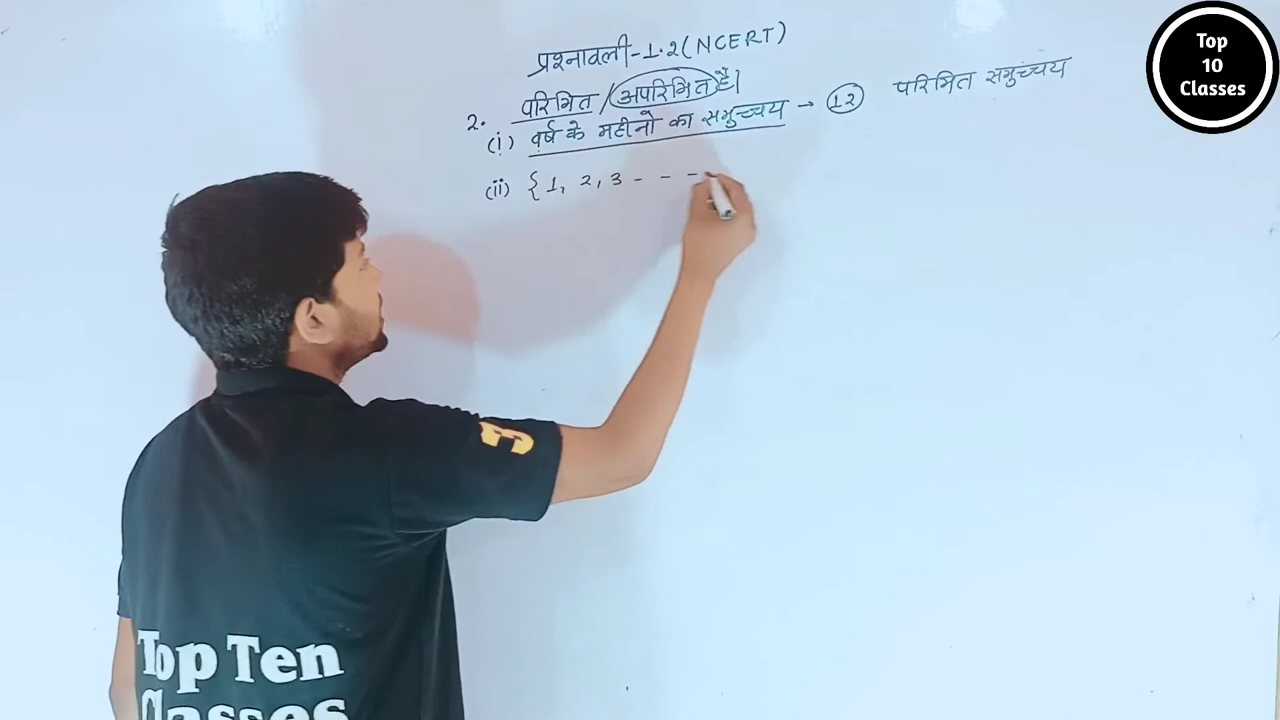 प्रश्नावली-1.2(NCERT)
2. परिमित / अपरिमित है।
(i) वर्ष के महीनों का समुच्चय → 12 परिमित समुच्चय
(ii) { 1, 2, 3 - - -
Top
10
Classes
Top Ten
Classes